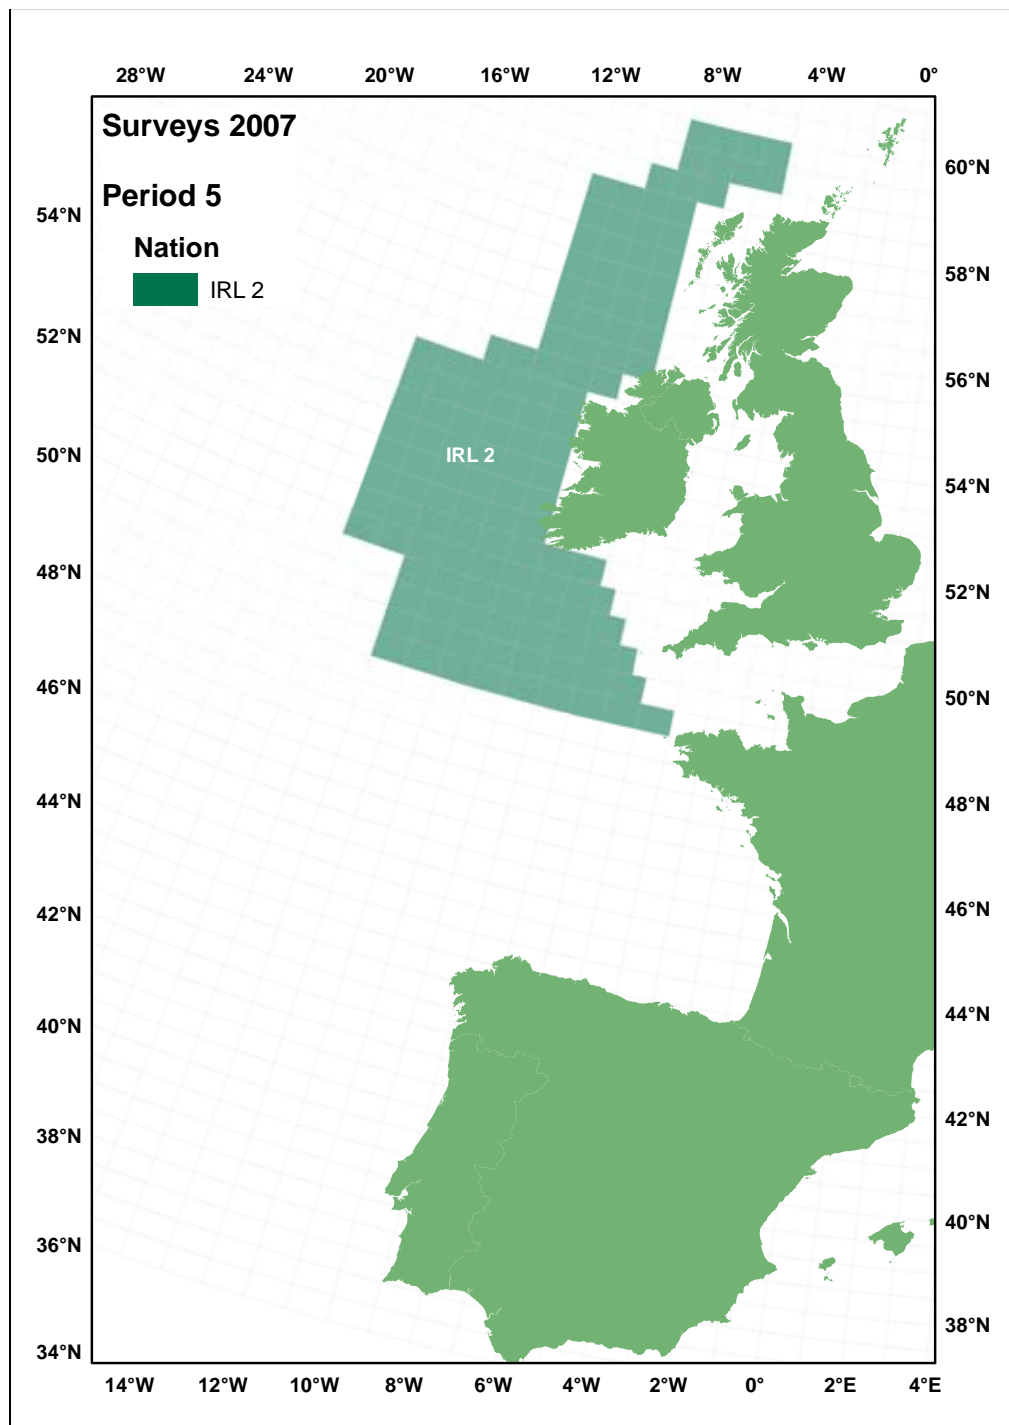 28°W 24°W 20°W 16°W 12°W 8°W 4°W 0°
Surveys 2007
Period 5
Nation
IRL 2
IRL 2
54°N
52°N
50°N
48°N
46°N
44°N
42°N
40°N
38°N
36°N
34°N
60°N
58°N
56°N
54°N
52°N
50°N
48°N
46°N
44°N
42°N
40°N
38°N
14°W 12°W 10°W 8°W 6°W 4°W 2°W 0° 2°E 4°E